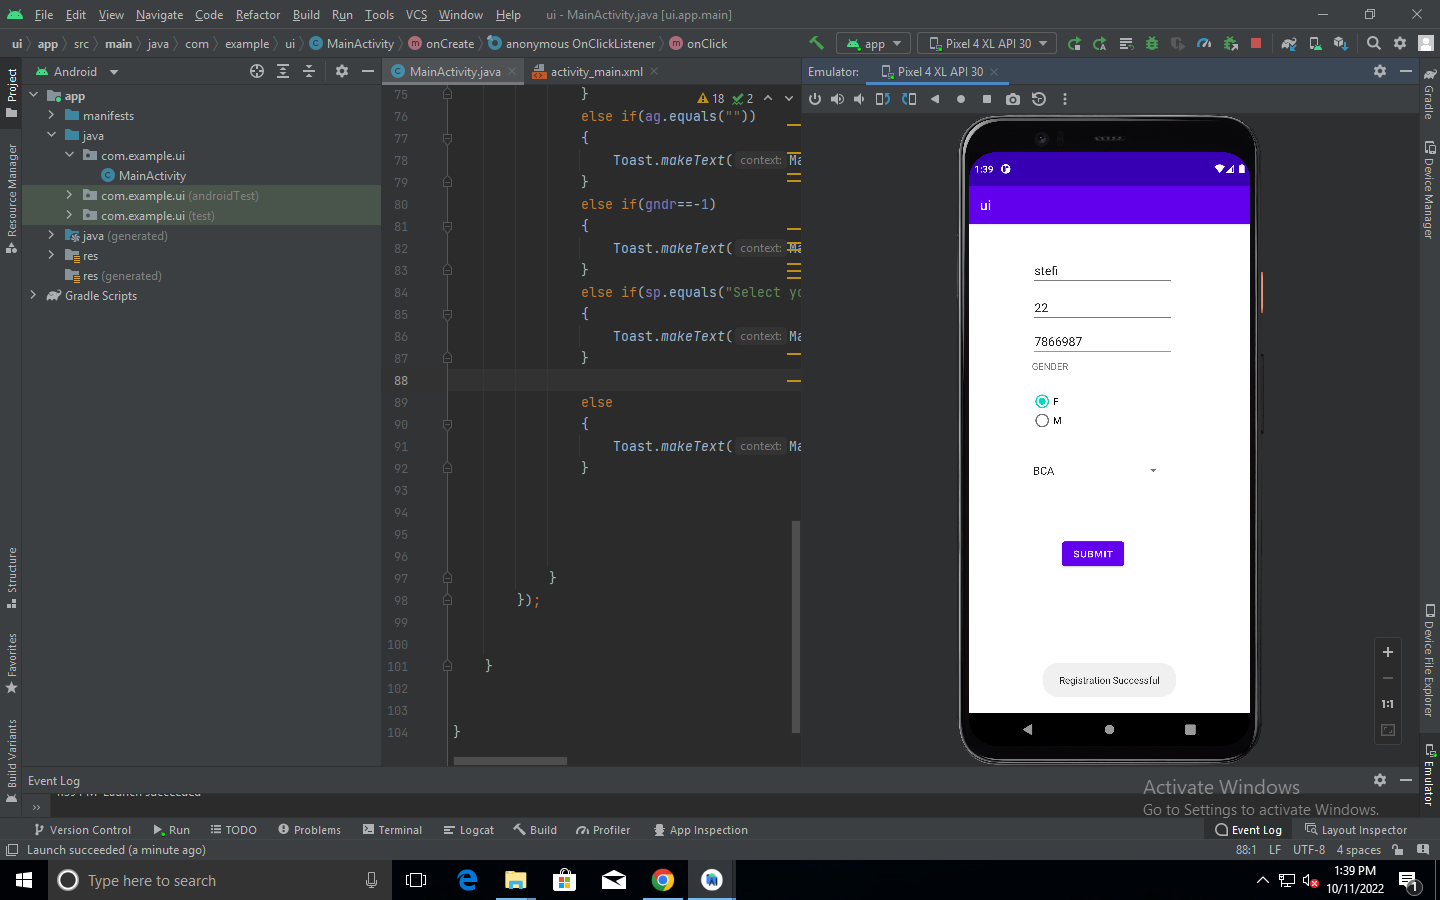 File Edit View Navigate Code Refactor Build Run Tools VCS Window Help ui - MainActivity.java [ui.app.main]
ui app src main java com example ui MainActivity onCreate anonymous OnClickListener onClick app Pixel 4 XL API 30
Android
MainActivity.java activity_main.xml
Emulator: Pixel 4 XL API 30
Project
Resource Manager
Structure
Favorites
Build Variants
app
manifests
java
com.example.ui
MainActivity
com.example.ui (androidTest)
com.example.ui (test)
java (generated)
res
res (generated)
Gradle Scripts
18 2
75 }
76 else if(ag.equals(""))
77 {
78 Toast.makeText( context: Ma
79 }
80 else if(gndr==-1)
81 {
82 Toast.makeText( context: Ma
83 }
84 else if(sp.equals("Select yo
85 {
86 Toast.makeText( context: Ma
87 }
88
89 else
90 {
91 Toast.makeText( context: Ma
92 }
93
94
95
96
97 }
98 });
99
100
101 }
102
103
104 }
1:39
ui
stefi
22
7866987
GENDER
F
M
BCA
SUBMIT
Registration Successful
1:1
Gradle
Device Manager
Device File Explorer
Emulator
Event Log
Activate Windows
Go to Settings to activate Windows.
Version Control Run TODO Problems Terminal Logcat Build Profiler App Inspection Event Log Layout Inspector
Launch succeeded (a minute ago) 88:1 LF UTF-8 4 spaces
Type here to search
1:39 PM
10/11/2022
1